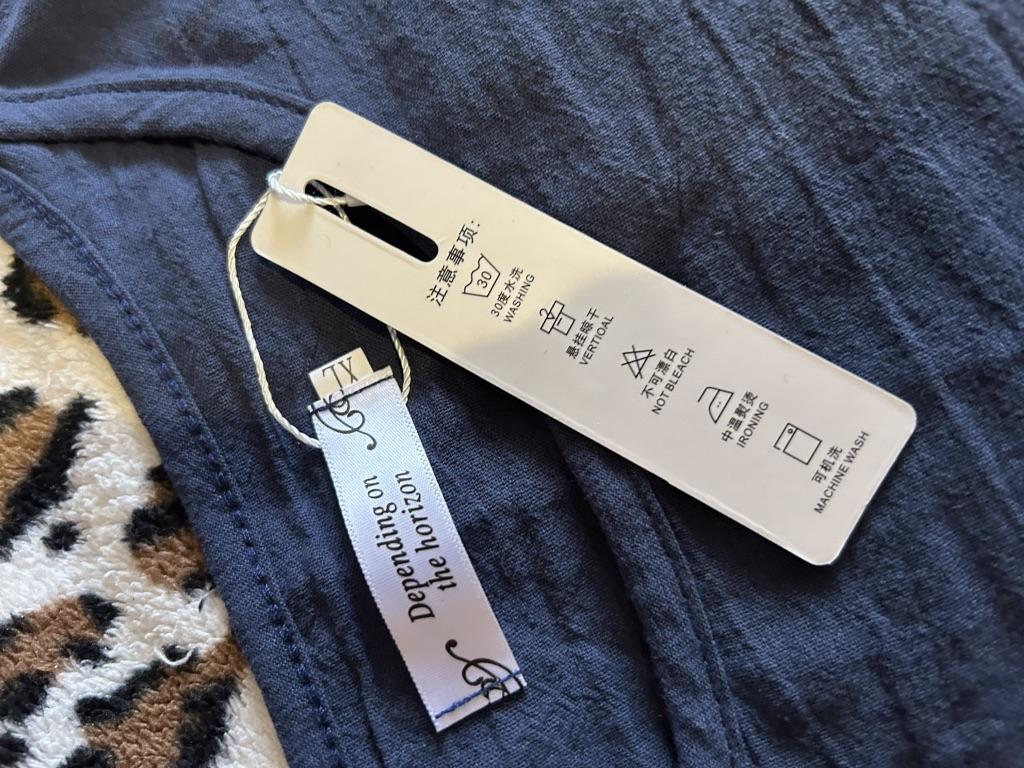 注意事项:
30
30度水洗
WASHING
悬挂晾干
VERTIOAL
不可漂白
NOT BLEACH
中温熨烫
IRONING
可机洗
MACHINE WASH
XL
Depending on
the horizon